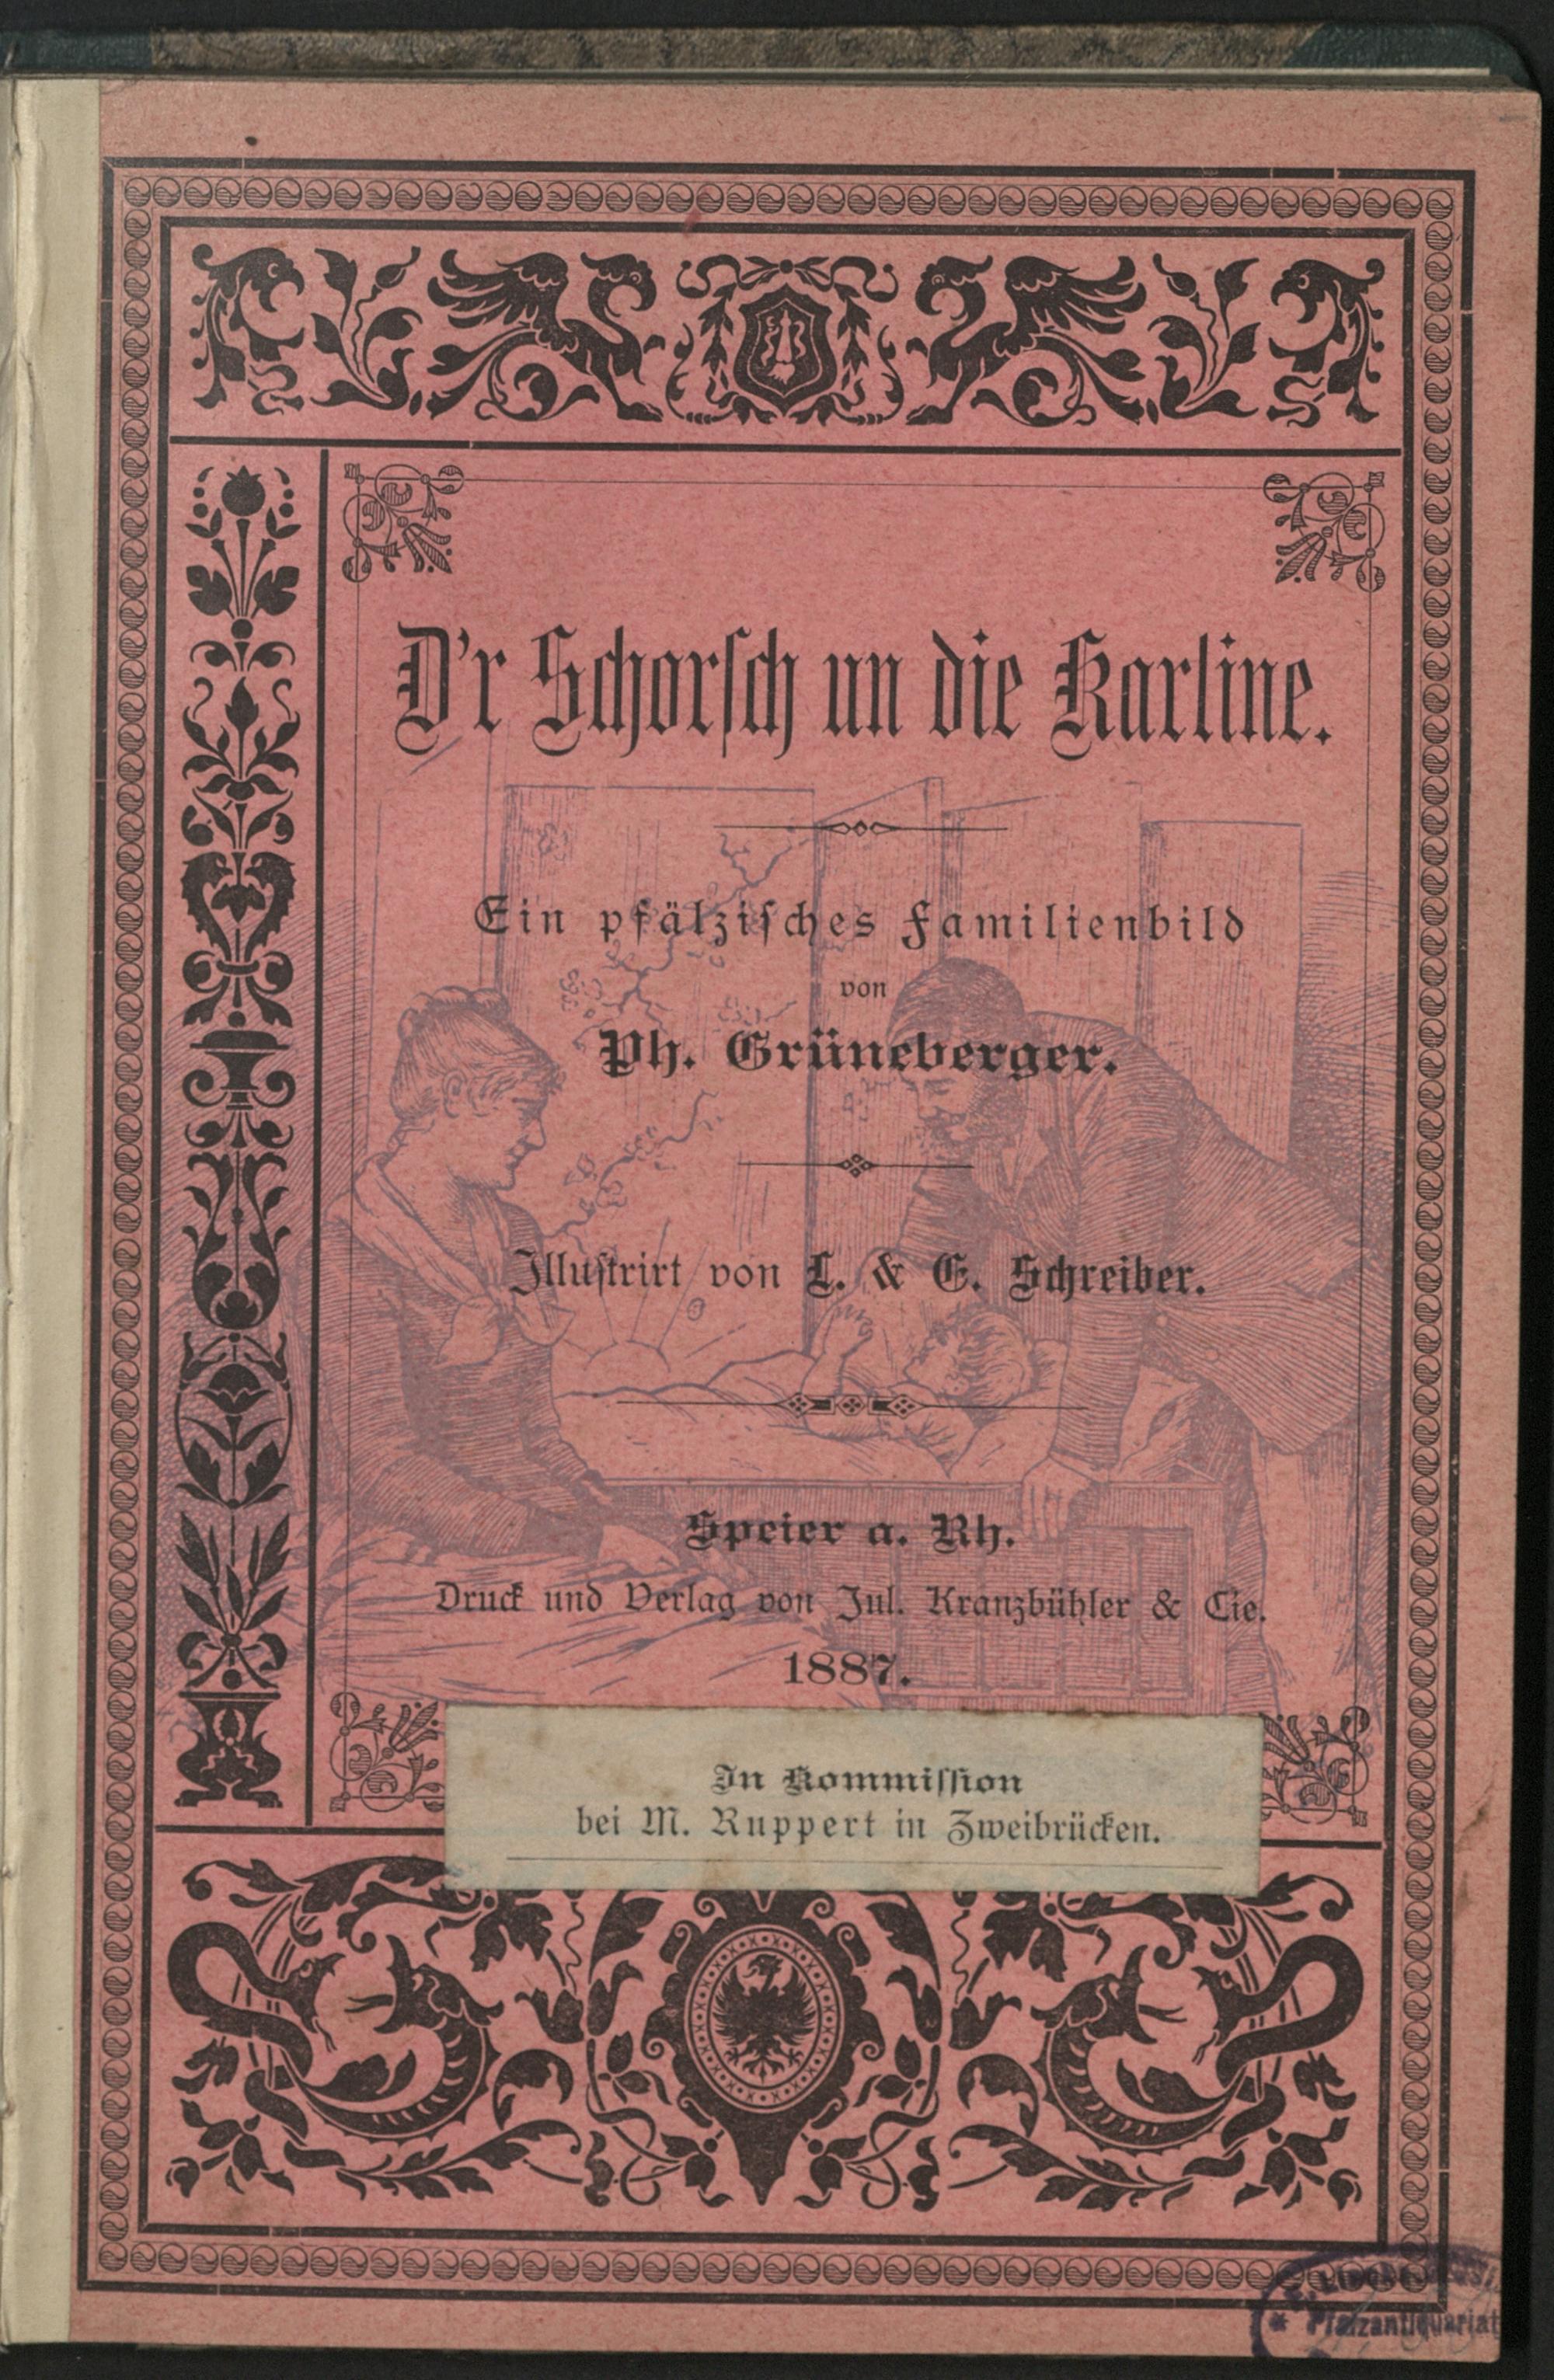 D'r Schorsch un die Karline.
Ein pfälzisches Familienbild
von
Ph. Grüneberger.
Illustrirt von L. & E. Schreiber.
Speier a. Rh.
Druck und Verlag von Jul. Kranzbühler & Cie.
1887.
In Kommission
bei M. Ruppert in Zweibrücken.
Pfalzantiquariat